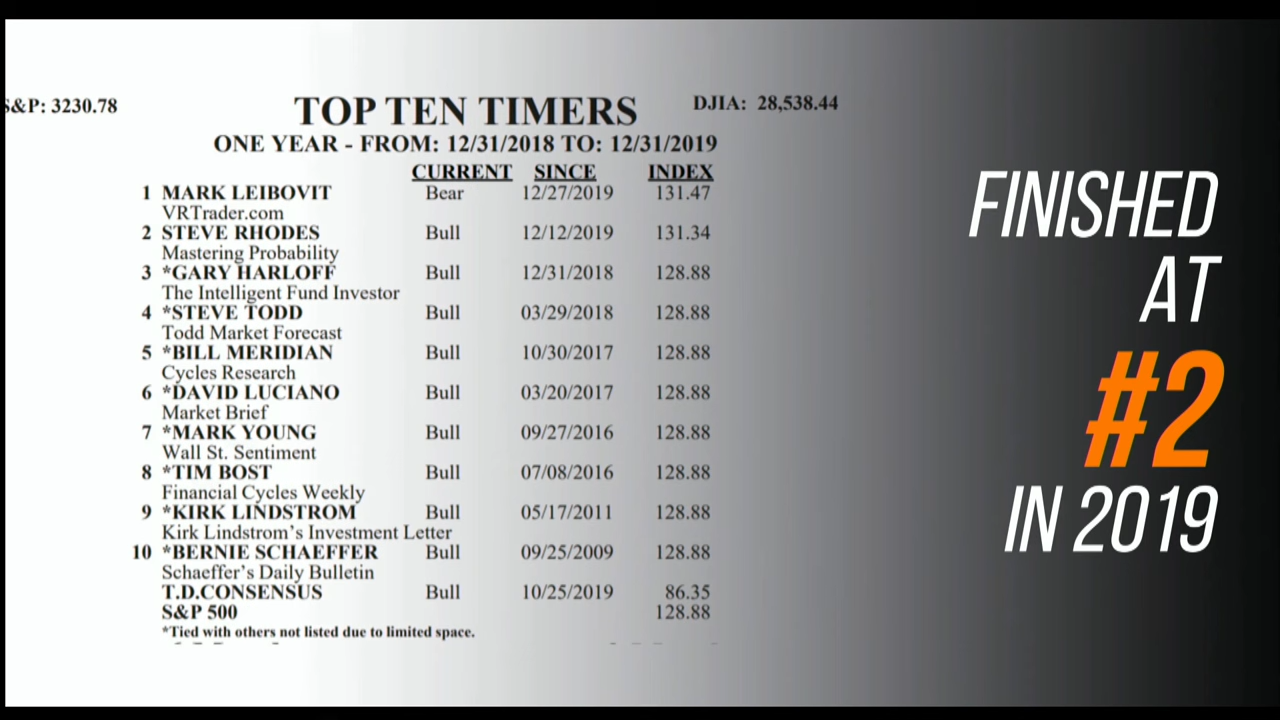 S&P: 3230.78
TOP TEN TIMERS
DJIA: 28,538.44
ONE YEAR - FROM: 12/31/2018 TO: 12/31/2019
CURRENT SINCE INDEX
1 MARK LEIBOVIT Bear 12/27/2019 131.47
VRTrader.com
2 STEVE RHODES Bull 12/12/2019 131.34
Mastering Probability
3 *GARY HARLOFF Bull 12/31/2018 128.88
The Intelligent Fund Investor
4 *STEVE TODD Bull 03/29/2018 128.88
Todd Market Forecast
5 *BILL MERIDIAN Bull 10/30/2017 128.88
Cycles Research
6 *DAVID LUCIANO Bull 03/20/2017 128.88
Market Brief
7 *MARK YOUNG Bull 09/27/2016 128.88
Wall St. Sentiment
8 *TIM BOST Bull 07/08/2016 128.88
Financial Cycles Weekly
9 *KIRK LINDSTROM Bull 05/17/2011 128.88
Kirk Lindstrom's Investment Letter
10 *BERNIE SCHAEFFER Bull 09/25/2009 128.88
Schaeffer's Daily Bulletin
T.D.CONSENSUS Bull 10/25/2019 86.35
S&P 500 128.88
*Tied with others not listed due to limited space.
FINISHED
AT
#2
IN 2019